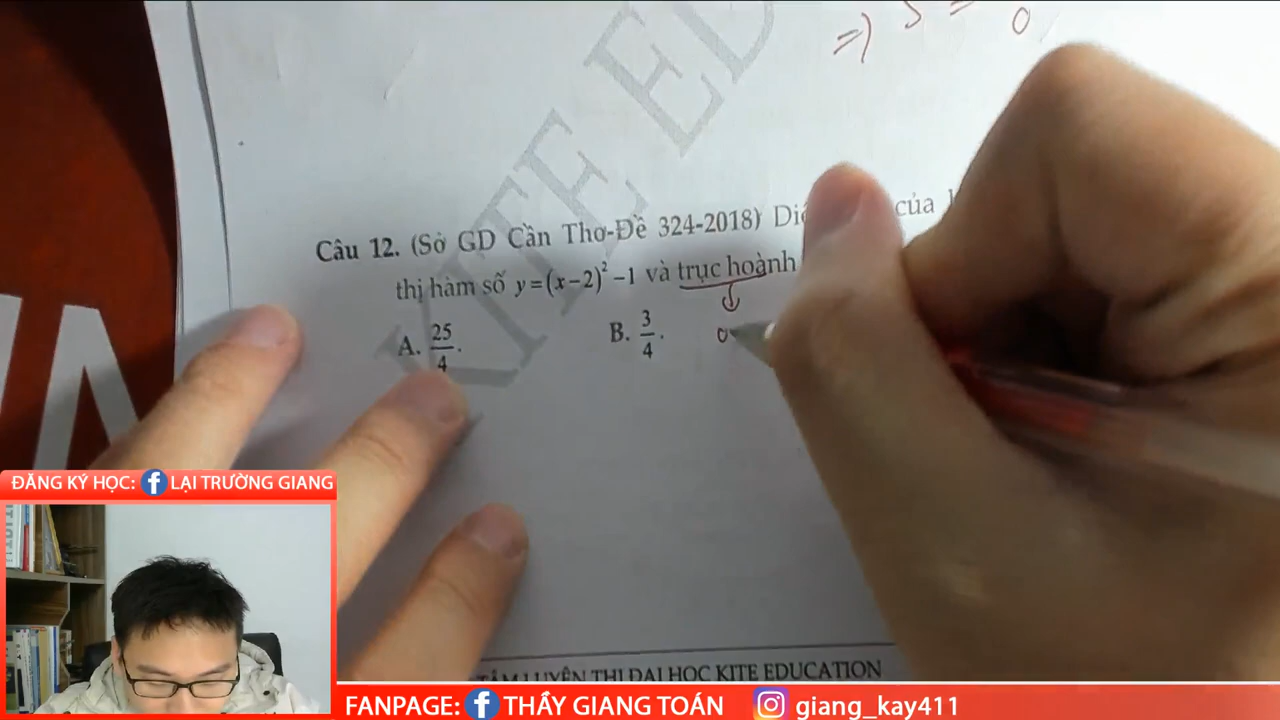 =>) S =
0
KITE ED
Câu 12. (Sở GD Cần Thơ-Đề 324-2018) của
thị hàm số y=(x−2)²−1 và trục hoành
A. 25/4. B. 3/4.
LUYỆN THI ĐẠI HỌC KITE EDUCATION
ĐĂNG KÝ HỌC: f LẠI TRƯỜNG GIANG
FANPAGE: f THẦY GIANG TOÁN giang_kay411